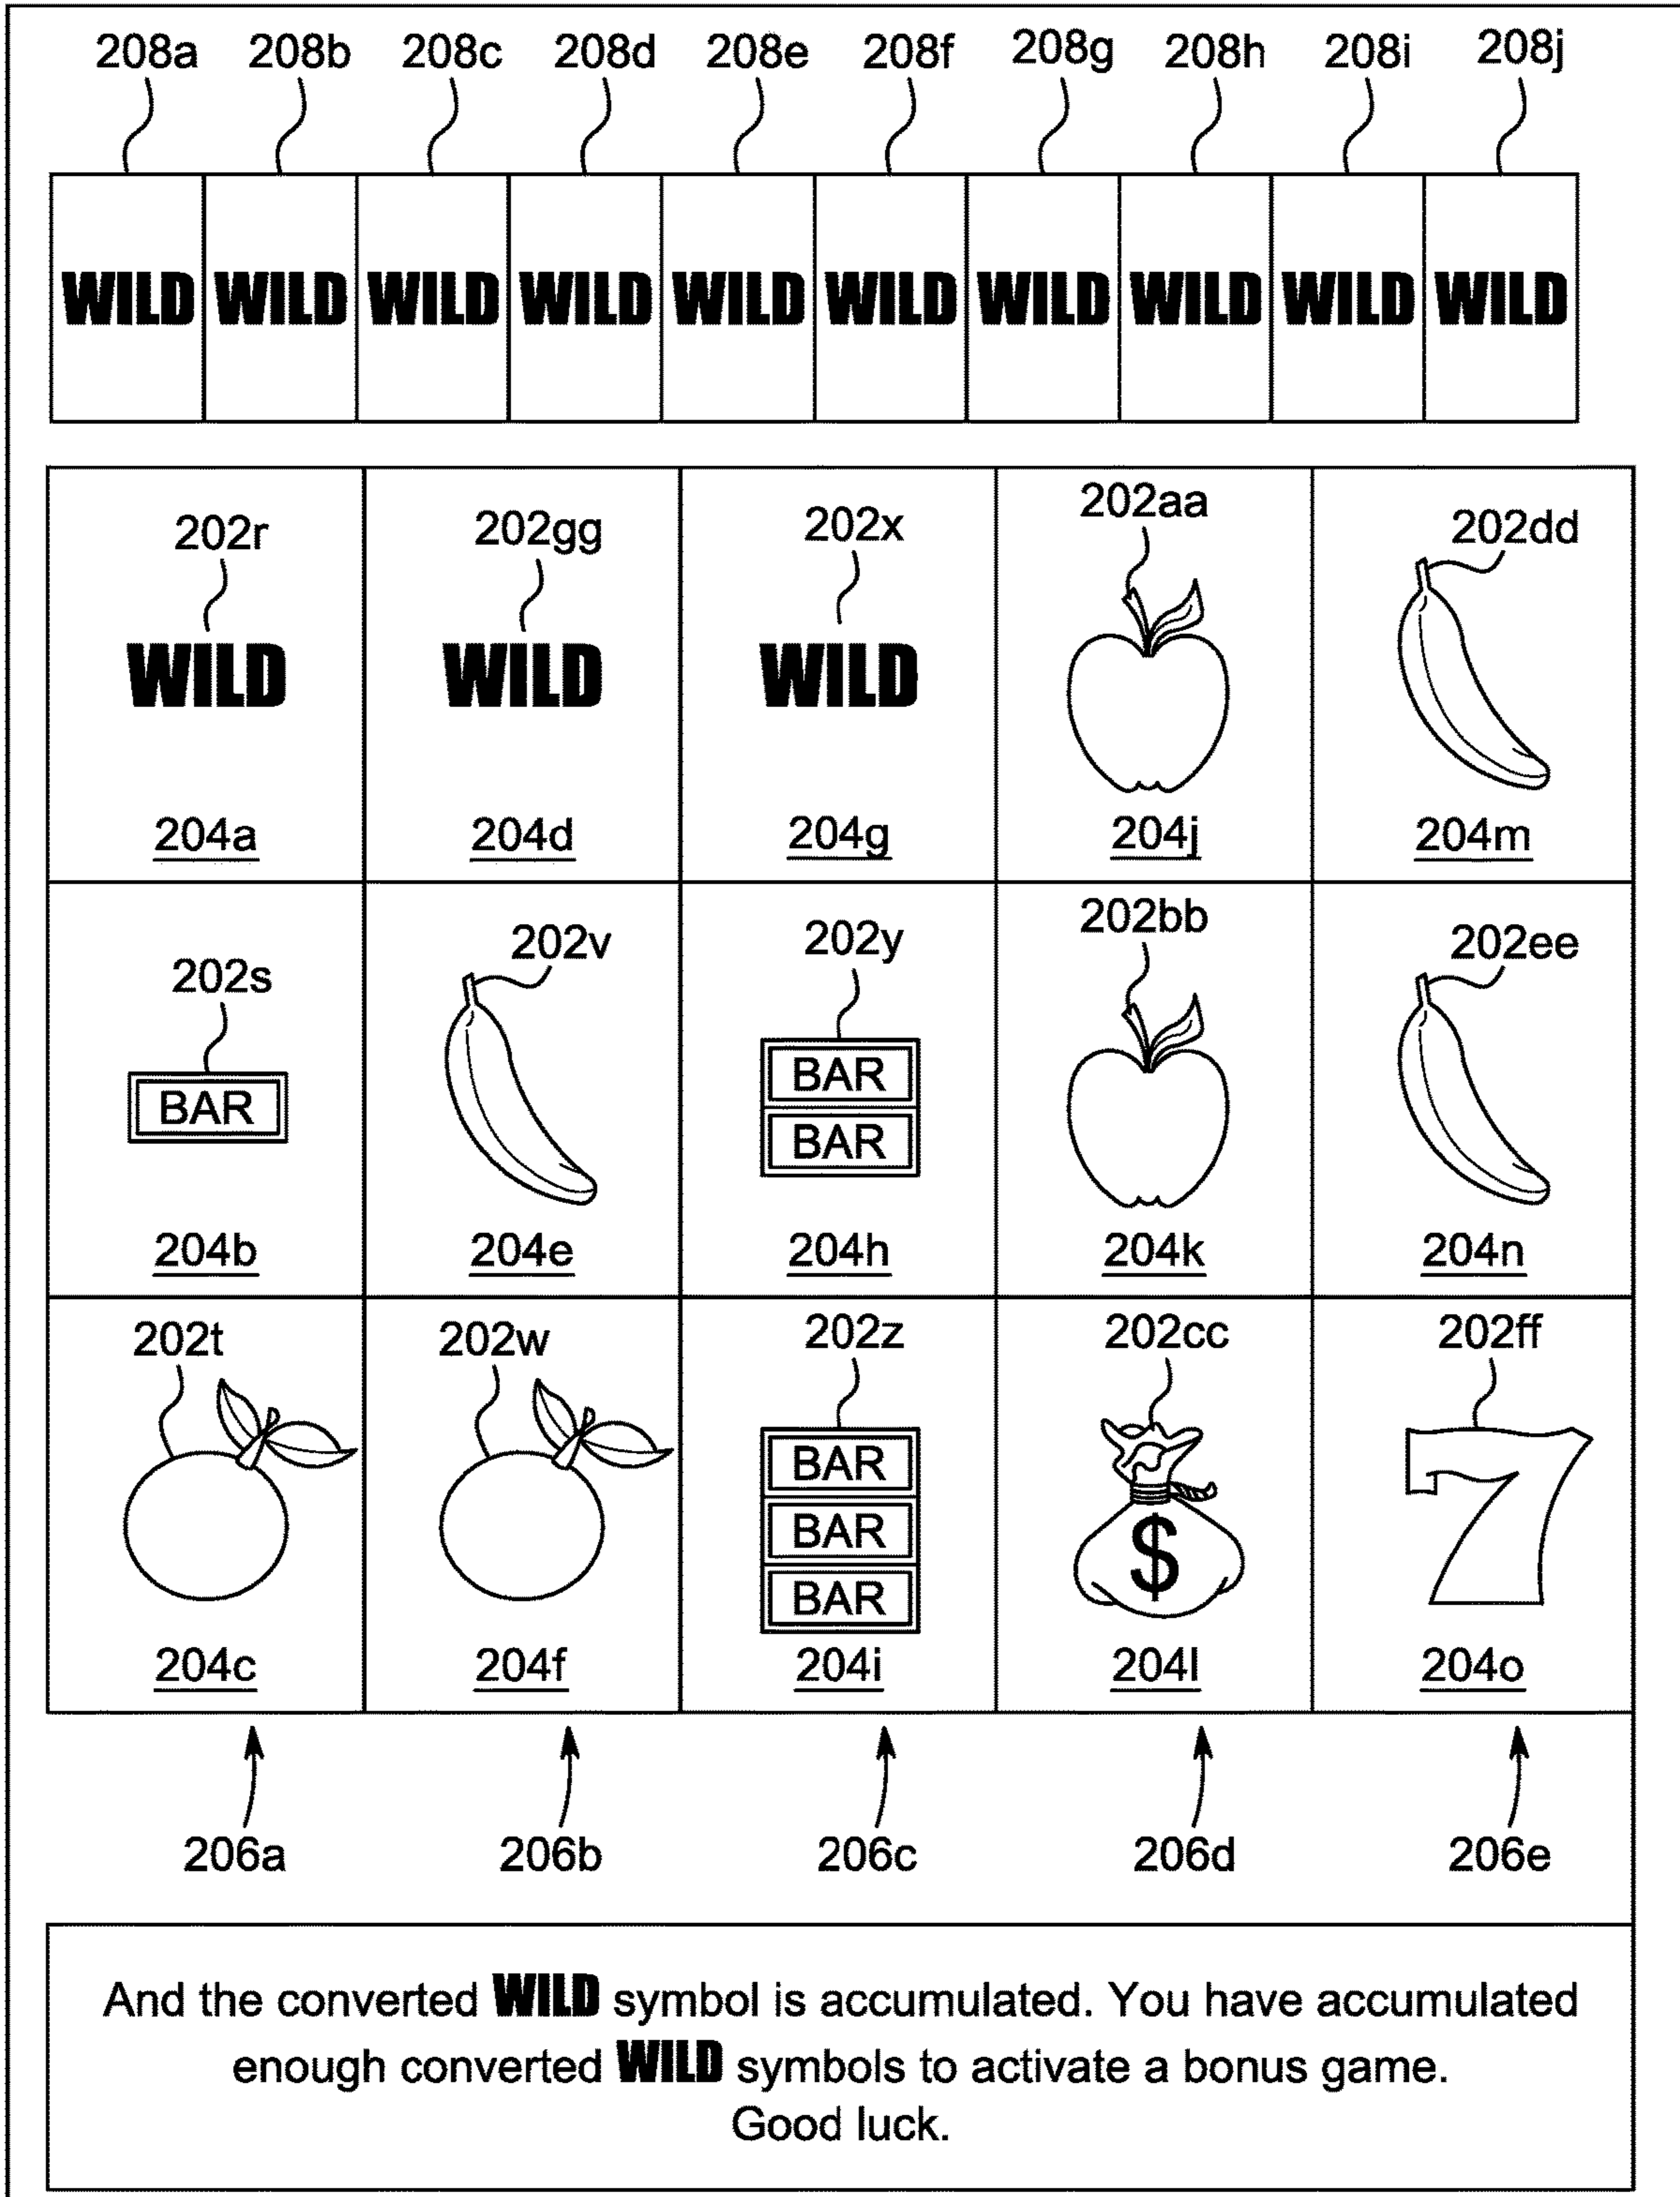 208a 208b 208c 208d 208e 208f 208g 208h 208i 208j
WILD WILD WILD WILD WILD WILD WILD WILD WILD WILD
202r 202gg 202x 202aa 202dd
WILD WILD WILD
204a 204d 204g 204j 204m
202s 202v 202y 202bb 202ee
BAR
BAR
BAR
204b 204e 204h 204k 204n
202t 202w 202z 202cc 202ff
BAR
BAR
BAR
$
7
204c 204f 204i 204l 204o
206a 206b 206c 206d 206e
And the converted WILD symbol is accumulated. You have accumulated
enough converted WILD symbols to activate a bonus game.
Good luck.